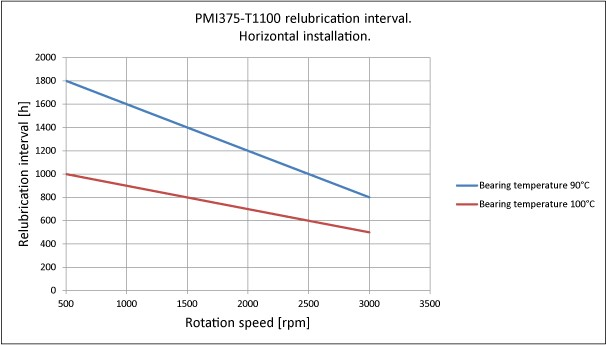 PMI375-T1100 relubrication interval.
Horizontal installation.
Relubrication interval [h]
2000
1800
1600
1400
1200
1000
800
600
400
200
0
500 1000 1500 2000 2500 3000 3500
Rotation speed [rpm]
Bearing temperature 90°C
Bearing temperature 100°C